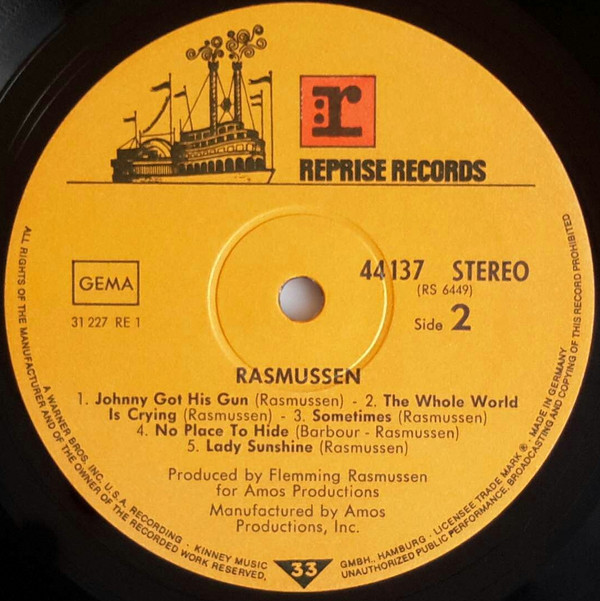 r
REPRISE RECORDS
GEMA
31 227 RE 1
44137 STEREO
(RS 6449)
Side 2
RASMUSSEN
1. Johnny Got His Gun (Rasmussen) - 2. The Whole World
Is Crying (Rasmussen) - 3. Sometimes (Rasmussen)
4. No Place To Hide (Barbour - Rasmussen)
5. Lady Sunshine (Rasmussen)
Produced by Flemming Rasmussen
for Amos Productions
Manufactured by Amos
Productions, Inc.
33
ALL RIGHTS OF THE MANUFACTURER AND OF THE OWNER OF THE RECORDED WORK RESERVED.
A WARNER BROS. INC. U.S.A. RECORDING · KINNEY MUSIC GMBH., HAMBURG · LICENSEE TRADE MARK ® · MADE IN GERMANY
UNAUTHORIZED PUBLIC PERFORMANCE, BROADCASTING AND COPYING OF THIS RECORD PROHIBITED